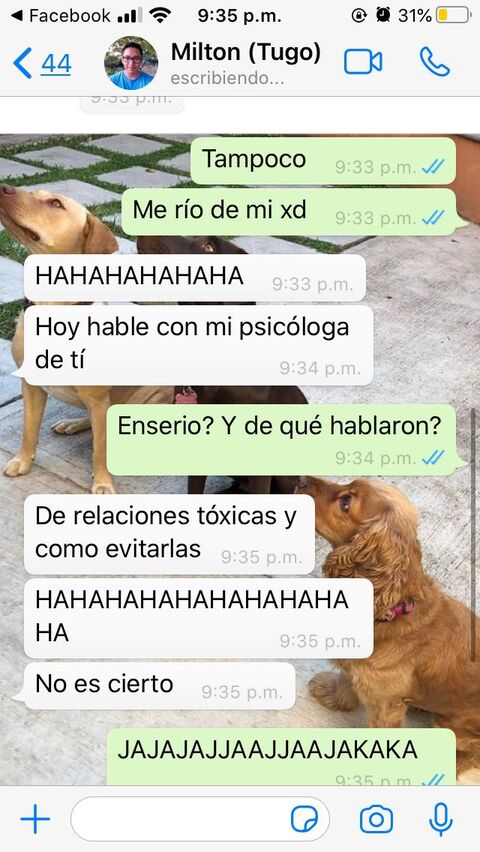 Facebook 9:35 p.m. 31%
44 Milton (Tugo)
escribiendo...
9:33 p.m.
Tampoco 9:33 p.m.
Me río de mi xd 9:33 p.m.
HAHAHAHAHAHA 9:33 p.m.
Hoy hable con mi psicóloga
de tí 9:34 p.m.
Enserio? Y de qué hablaron?
9:34 p.m.
De relaciones tóxicas y
como evitarlas 9:35 p.m.
HAHAHAHAHAHAHAHAHA
HA 9:35 p.m.
No es cierto 9:35 p.m.
JAJAJAJJAAJJAAJAKAKA
9:35 p.m.